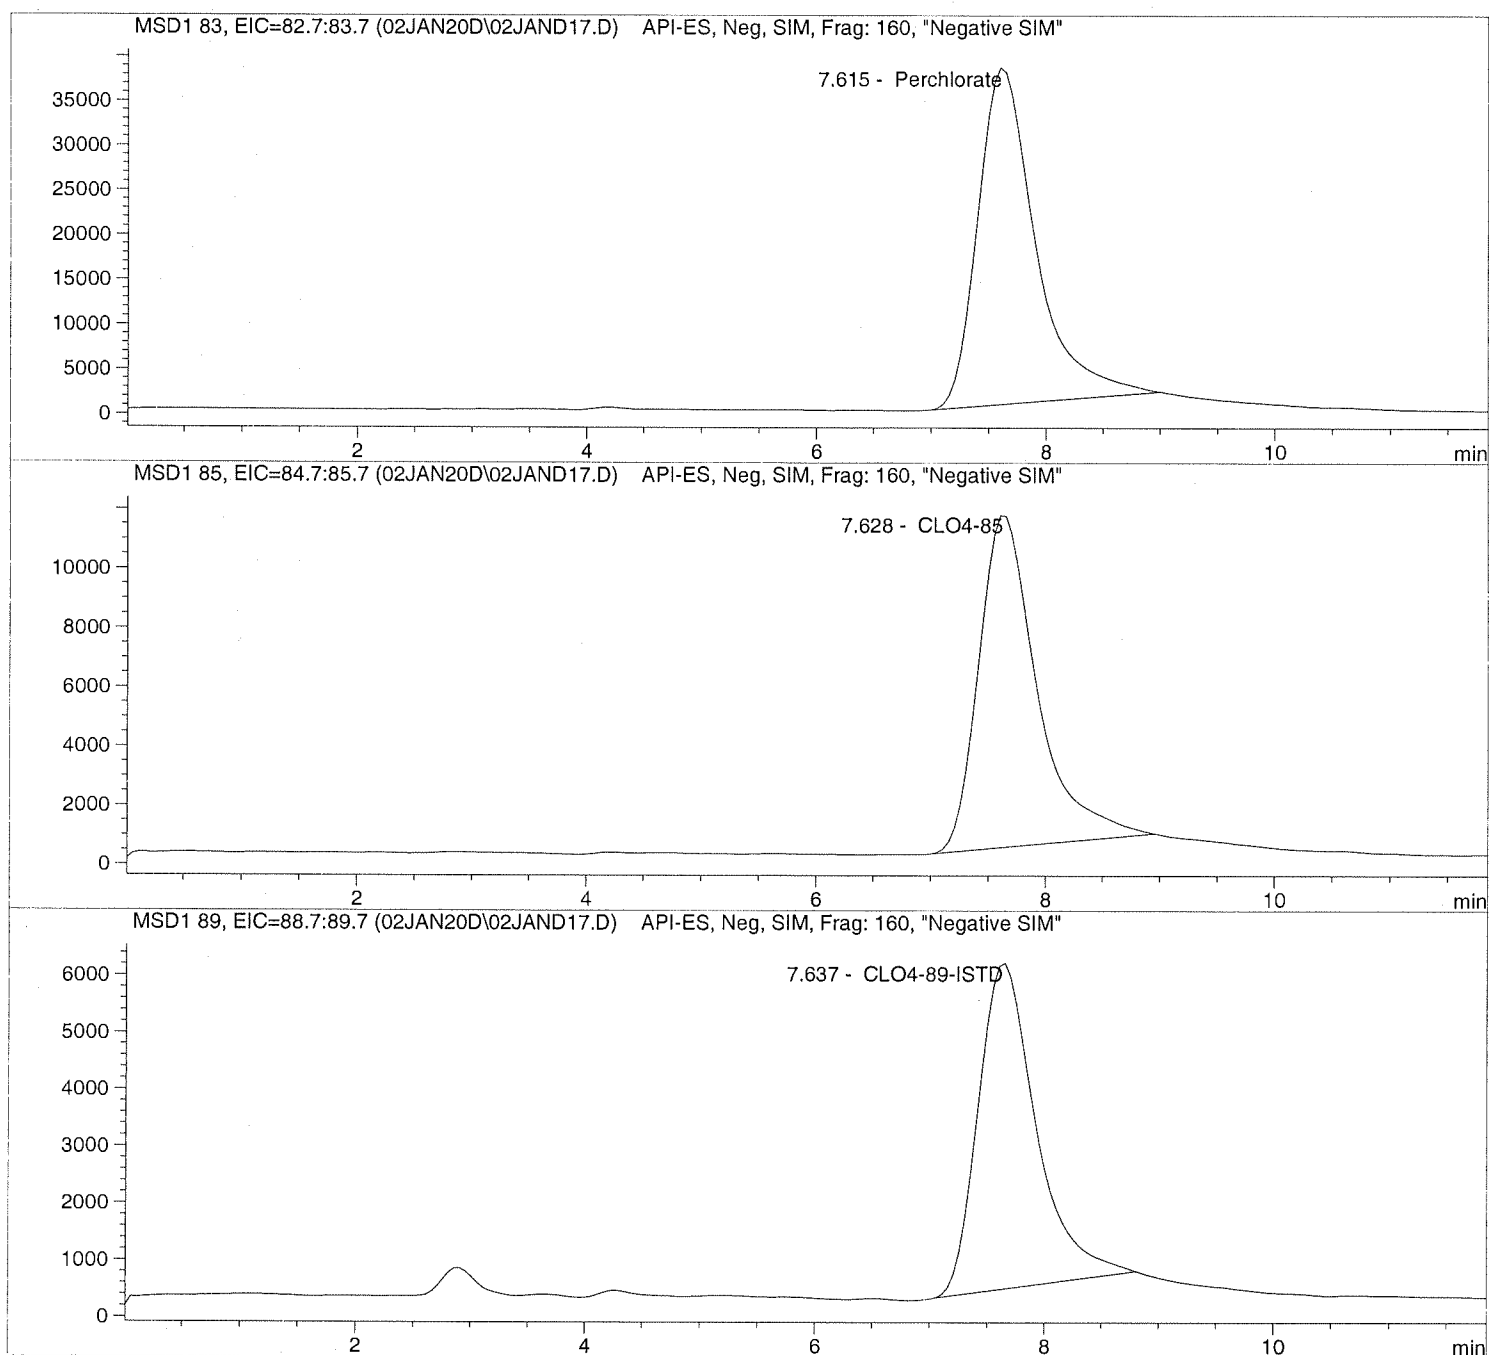 MSD1 83, EIC=82.7:83.7 (02JAN20D\02JAND17.D) API-ES, Neg, SIM, Frag: 160, "Negative SIM"
7.615 - Perchlorate
35000
30000
25000
20000
15000
10000
5000
0
2 4 6 8 10 min
MSD1 85, EIC=84.7:85.7 (02JAN20D\02JAND17.D) API-ES, Neg, SIM, Frag: 160, "Negative SIM"
7.628 - CLO4-85
10000
8000
6000
4000
2000
0
2 4 6 8 10 min
MSD1 89, EIC=88.7:89.7 (02JAN20D\02JAND17.D) API-ES, Neg, SIM, Frag: 160, "Negative SIM"
7.637 - CLO4-89-ISTD
6000
5000
4000
3000
2000
1000
0
2 4 6 8 10 min